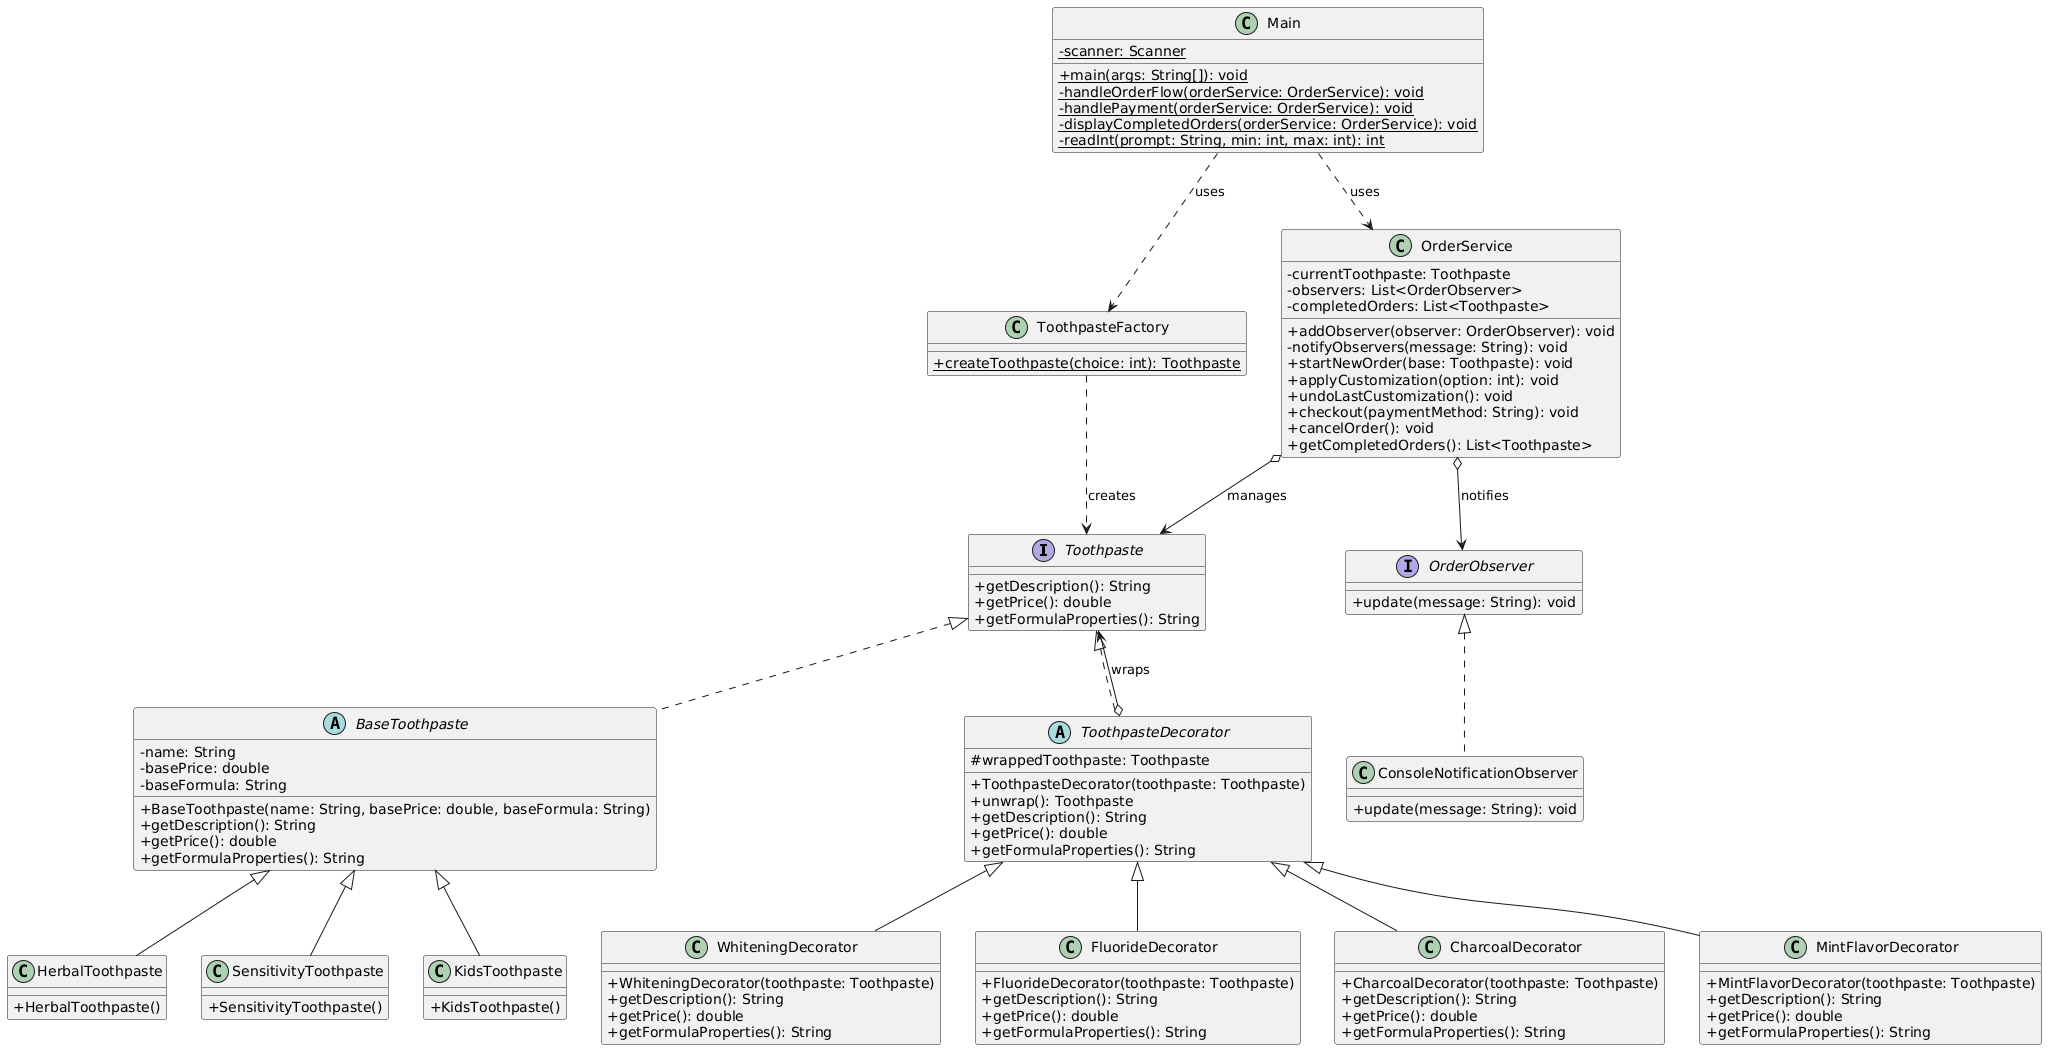 C Main
-scanner: Scanner
+main(args: String[]): void
-handleOrderFlow(orderService: OrderService): void
-handlePayment(orderService: OrderService): void
-displayCompletedOrders(orderService: OrderService): void
-readInt(prompt: String, min: int, max: int): int
uses
uses
C OrderService
-currentToothpaste: Toothpaste
-observers: List<OrderObserver>
-completedOrders: List<Toothpaste>
+addObserver(observer: OrderObserver): void
-notifyObservers(message: String): void
+startNewOrder(base: Toothpaste): void
+applyCustomization(option: int): void
+undoLastCustomization(): void
+checkout(paymentMethod: String): void
+cancelOrder(): void
+getCompletedOrders(): List<Toothpaste>
C ToothpasteFactory
+createToothpaste(choice: int): Toothpaste
creates
manages
notifies
I Toothpaste
+getDescription(): String
+getPrice(): double
+getFormulaProperties(): String
I OrderObserver
+update(message: String): void
wraps
A BaseToothpaste
-name: String
-basePrice: double
-baseFormula: String
+BaseToothpaste(name: String, basePrice: double, baseFormula: String)
+getDescription(): String
+getPrice(): double
+getFormulaProperties(): String
A ToothpasteDecorator
#wrappedToothpaste: Toothpaste
+ToothpasteDecorator(toothpaste: Toothpaste)
+unwrap(): Toothpaste
+getDescription(): String
+getPrice(): double
+getFormulaProperties(): String
C ConsoleNotificationObserver
+update(message: String): void
C HerbalToothpaste
+HerbalToothpaste()
C SensitivityToothpaste
+SensitivityToothpaste()
C KidsToothpaste
+KidsToothpaste()
C WhiteningDecorator
+WhiteningDecorator(toothpaste: Toothpaste)
+getDescription(): String
+getPrice(): double
+getFormulaProperties(): String
C FluorideDecorator
+FluorideDecorator(toothpaste: Toothpaste)
+getDescription(): String
+getPrice(): double
+getFormulaProperties(): String
C CharcoalDecorator
+CharcoalDecorator(toothpaste: Toothpaste)
+getDescription(): String
+getPrice(): double
+getFormulaProperties(): String
C MintFlavorDecorator
+MintFlavorDecorator(toothpaste: Toothpaste)
+getDescription(): String
+getPrice(): double
+getFormulaProperties(): String